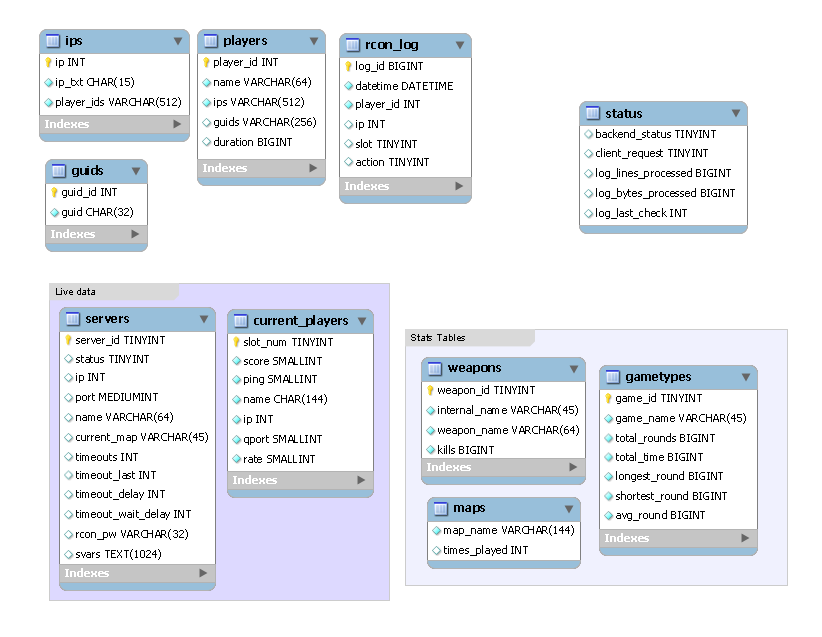 ips
ip INT
ip_txt CHAR(15)
player_ids VARCHAR(512)
Indexes
players
player_id INT
name VARCHAR(64)
ips VARCHAR(512)
guids VARCHAR(256)
duration BIGINT
Indexes
rcon_log
log_id BIGINT
datetime DATETIME
player_id INT
ip INT
slot TINYINT
action TINYINT
Indexes
status
backend_status TINYINT
client_request TINYINT
log_lines_processed BIGINT
log_bytes_processed BIGINT
log_last_check INT
guids
guid_id INT
guid CHAR(32)
Indexes
Live data
servers
server_id TINYINT
status TINYINT
ip INT
port MEDIUMINT
name VARCHAR(64)
current_map VARCHAR(45)
timeouts INT
timeout_last INT
timeout_delay INT
timeout_wait_delay INT
rcon_pw VARCHAR(32)
svars TEXT(1024)
Indexes
current_players
slot_num TINYINT
score SMALLINT
ping SMALLINT
name CHAR(144)
ip INT
qport SMALLINT
rate SMALLINT
Indexes
Stats Tables
weapons
weapon_id TINYINT
internal_name VARCHAR(45)
weapon_name VARCHAR(64)
kills BIGINT
Indexes
gametypes
game_id TINYINT
game_name VARCHAR(45)
total_rounds BIGINT
total_time BIGINT
longest_round BIGINT
shortest_round BIGINT
avg_round BIGINT
Indexes
maps
map_name VARCHAR(144)
times_played INT